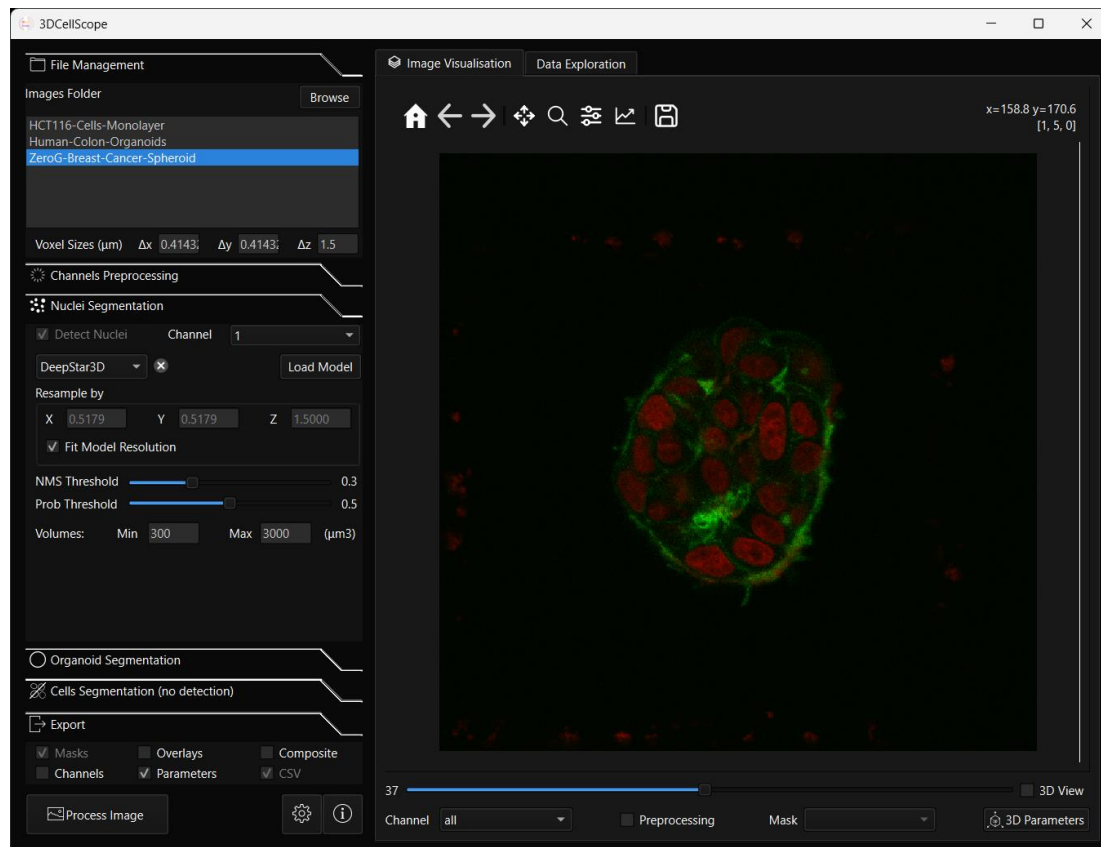 3DCellScope
File Management
Images Folder
Browse
HCT116-Cells-Monolayer
Human-Colon-Organoids
ZeroG-Breast-Cancer-Spheroid
Voxel Sizes (µm) Δx 0.4143 Δy 0.4143 Δz 1.5
Channels Preprocessing
Nuclei Segmentation
Detect Nuclei Channel 1
DeepStar3D Load Model
Resample by
X 0.5179 Y 0.5179 Z 1.5000
Fit Model Resolution
NMS Threshold 0.3
Prob Threshold 0.5
Volumes: Min 300 Max 3000 (µm3)
Organoid Segmentation
Cells Segmentation (no detection)
Export
Masks Overlays Composite
Channels Parameters CSV
Process Image
Image Visualisation Data Exploration
x=158.8 y=170.6
[1, 5, 0]
37 3D View
Channel all Preprocessing Mask 3D Parameters